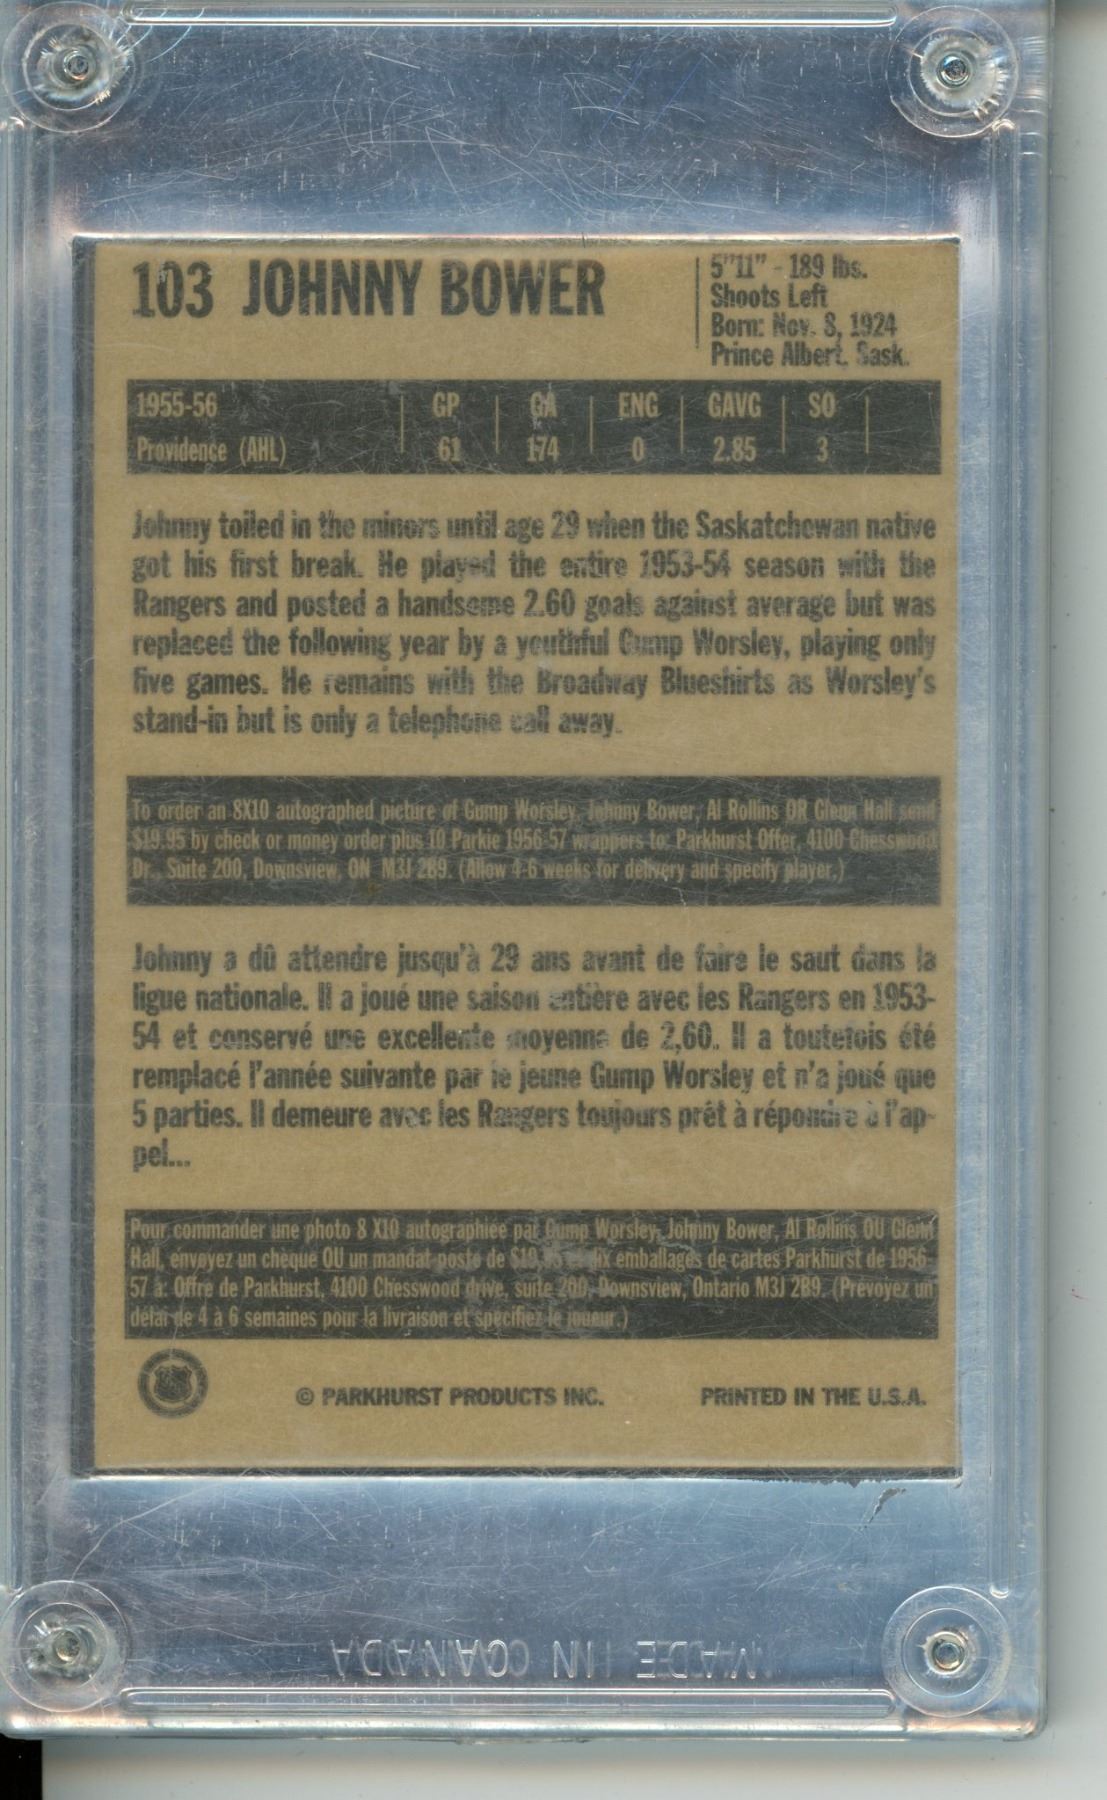 103 JOHNNY BOWER
5"11" - 189 lbs.
Shoots Left
Born: Nov. 8, 1924
Prince Albert, Sask.
1955-56 GP GA ENG GAVG SO
Providence (AHL) 61 174 0 2.85 3
Johnny toiled in the minors until age 29 when the Saskatchewan native
got his first break. He played the entire 1953-54 season with the
Rangers and posted a handsome 2.60 goals against average but was
replaced the following year by a youthful Gump Worsley, playing only
five games. He remains with the Broadway Blueshirts as Worsley's
stand-in but is only a telephone call away.
To order an 8X10 autographed picture of Gump Worsley, Johnny Bower, Al Rollins OR Glenn Hall send
$19.95 by check or money order plus 10 Parkie 1956-57 wrappers to: Parkhurst Offer, 4100 Chesswood
Dr., Suite 200, Downsview, ON M3J 2B9. (Allow 4-6 weeks for delivery and specify player.)
Johnny a dû attendre jusqu'à 29 ans avant de faire le saut dans la
ligue nationale. Il a joué une saison entière avec les Rangers en 1953-
54 et conservé une excellente moyenne de 2,60. Il a toutefois été
remplacé l'année suivante par le jeune Gump Worsley et n'a joué que
5 parties. Il demeure avec les Rangers toujours prêt à répondre à l'ap-
pel...
Pour commander une photo 8 X10 autographiée par Gump Worsley, Johnny Bower, Al Rollins OU Glenn
Hall, envoyez un chèque OU un mandat-poste de $19,95 et dix emballages de cartes Parkhurst de 1956-
57 à: Offre de Parkhurst, 4100 Chesswood drive, suite 200, Downsview, Ontario M3J 2B9. (Prévoyez un
délai de 4 à 6 semaines pour la livraison et spécifiez le joueur.)
© PARKHURST PRODUCTS INC. PRINTED IN THE U.S.A.
MADE IN CANADA